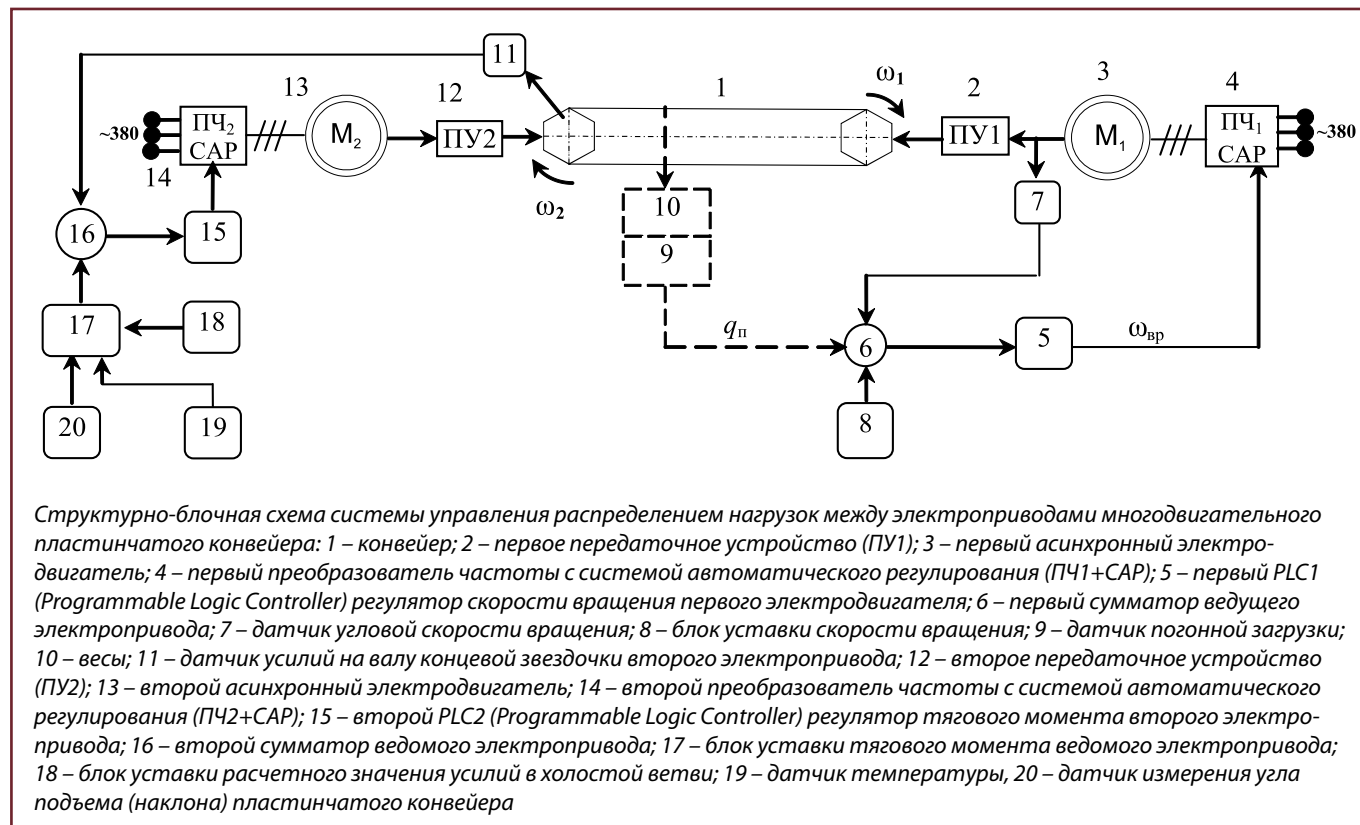 11
13
12
ω₂
1
ω₁
2
3
4
~380
ПЧ₂
САР
14
М₂
ПУ2
ПУ1
М₁
ПЧ₁
САР
~380
10
9
7
16
15
17
18
20
19
qп
6
5
ωвр
8
Структурно-блочная схема системы управления распределением нагрузок между электроприводами многодвигательного
пластинчатого конвейера: 1 – конвейер; 2 – первое передаточное устройство (ПУ1); 3 – первый асинхронный электро-
двигатель; 4 – первый преобразователь частоты с системой автоматического регулирования (ПЧ1+САР); 5 – первый PLC1
(Programmable Logic Controller) регулятор скорости вращения первого электродвигателя; 6 – первый сумматор ведущего
электропривода; 7 – датчик угловой скорости вращения; 8 – блок уставки скорости вращения; 9 – датчик погонной загрузки;
10 – весы; 11 – датчик усилий на валу концевой звездочки второго электропривода; 12 – второе передаточное устройство
(ПУ2); 13 – второй асинхронный электродвигатель; 14 – второй преобразователь частоты с системой автоматического
регулирования (ПЧ2+САР); 15 – второй PLC2 (Programmable Logic Controller) регулятор тягового момента второго электро-
привода; 16 – второй сумматор ведомого электропривода; 17 – блок уставки тягового момента ведомого электропривода;
18 – блок уставки расчетного значения усилий в холостой ветви; 19 – датчик температуры, 20 – датчик измерения угла
подъема (наклона) пластинчатого конвейера